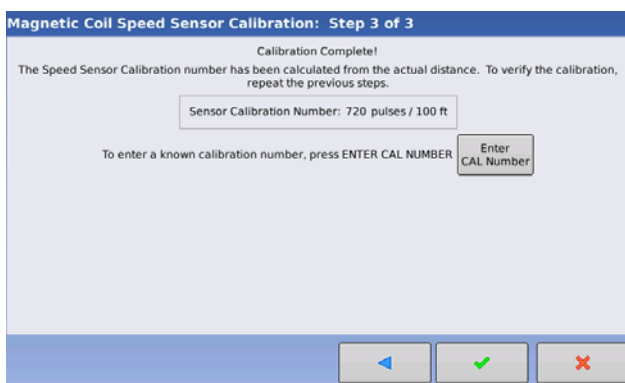 Magnetic Coil Speed Sensor Calibration: Step 3 of 3
Calibration Complete!
The Speed Sensor Calibration number has been calculated from the actual distance. To verify the calibration,
repeat the previous steps.
Sensor Calibration Number: 720 pulses / 100 ft
To enter a known calibration number, press ENTER CAL NUMBER
Enter
CAL Number